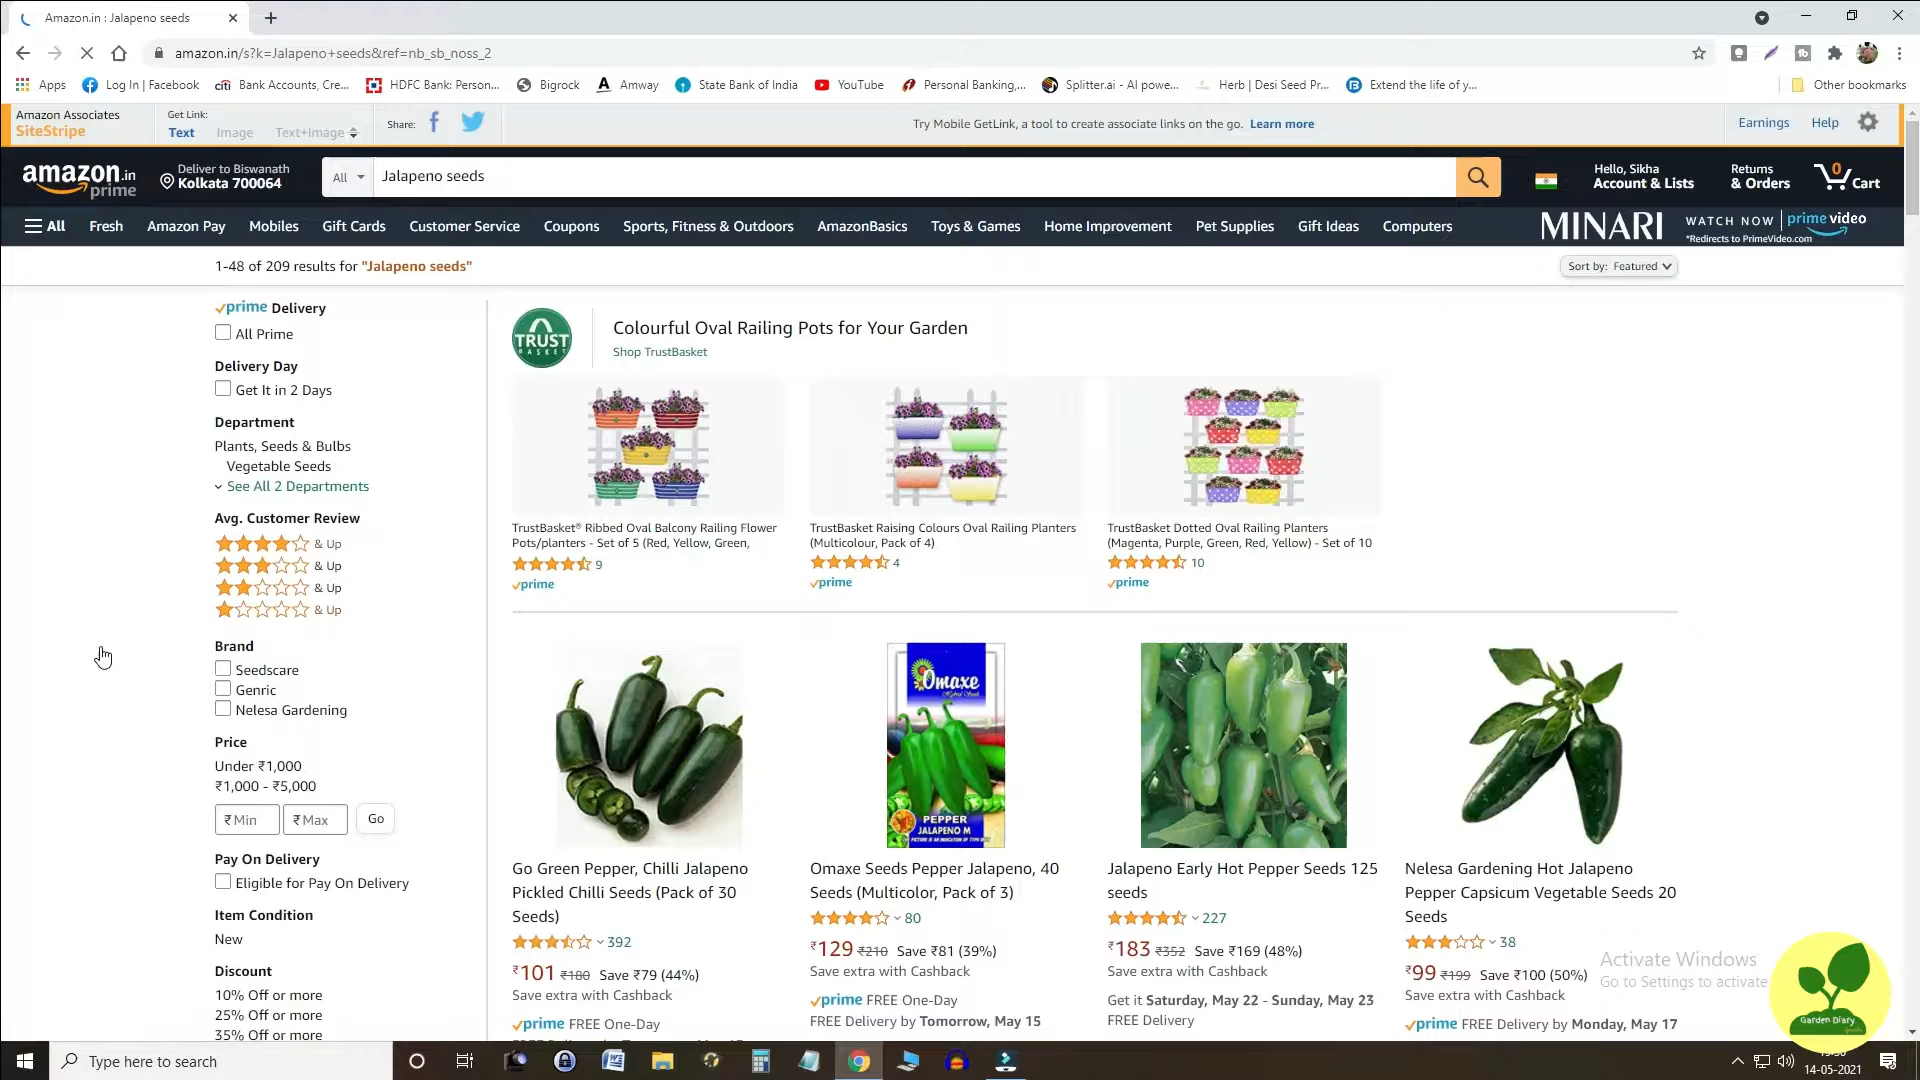 Amazon.in : Jalapeno seeds
amazon.in/s?k=Jalapeno+seeds&ref=nb_sb_noss_2
Apps Log In | Facebook Bank Accounts, Cre... HDFC Bank: Person... Bigrock Amway State Bank of India YouTube Personal Banking,... Splitter.ai - AI powe... Herb | Desi Seed Pr... Extend the life of y... Other bookmarks
Amazon Associates
SiteStripe
Get Link:
Text Image Text+Image
Share:
Try Mobile GetLink, a tool to create associate links on the go. Learn more
Earnings Help
amazon.in
prime
Deliver to Biswanath
Kolkata 700064
All
Jalapeno seeds
Hello, Sikha
Account & Lists
Returns
& Orders
0
Cart
All Fresh Amazon Pay Mobiles Gift Cards Customer Service Coupons Sports, Fitness & Outdoors AmazonBasics Toys & Games Home Improvement Pet Supplies Gift Ideas Computers
MINARI WATCH NOW prime video
*Redirects to PrimeVideo.com
1-48 of 209 results for "Jalapeno seeds"
Sort by: Featured
prime Delivery
All Prime
Delivery Day
Get It in 2 Days
Department
Plants, Seeds & Bulbs
Vegetable Seeds
See All 2 Departments
Avg. Customer Review
& Up
& Up
& Up
& Up
Brand
Seedscare
Genric
Nelesa Gardening
Price
Under ₹1,000
₹1,000 - ₹5,000
₹ Min ₹ Max Go
Pay On Delivery
Eligible for Pay On Delivery
Item Condition
New
Discount
10% Off or more
25% Off or more
35% Off or more
TRUST
BASKET
Colourful Oval Railing Pots for Your Garden
Shop TrustBasket
TrustBasket® Ribbed Oval Balcony Railing Flower
Pots/planters - Set of 5 (Red, Yellow, Green,
9
prime
TrustBasket Raising Colours Oval Railing Planters
(Multicolour, Pack of 4)
4
prime
TrustBasket Dotted Oval Railing Planters
(Magenta, Purple, Green, Red, Yellow) - Set of 10
10
prime
Go Green Pepper, Chilli Jalapeno
Pickled Chilli Seeds (Pack of 30
Seeds)
392
₹101 ₹180 Save ₹79 (44%)
Save extra with Cashback
prime FREE One-Day
Omaxe
PEPPER
JALAPENO M
Omaxe Seeds Pepper Jalapeno, 40
Seeds (Multicolor, Pack of 3)
80
₹129 ₹210 Save ₹81 (39%)
Save extra with Cashback
prime FREE One-Day
FREE Delivery by Tomorrow, May 15
Jalapeno Early Hot Pepper Seeds 125
seeds
227
₹183 ₹352 Save ₹169 (48%)
Save extra with Cashback
Get it Saturday, May 22 - Sunday, May 23
FREE Delivery
Nelesa Gardening Hot Jalapeno
Pepper Capsicum Vegetable Seeds 20
Seeds
38
₹99 ₹199 Save ₹100 (50%)
Save extra with Cashback
prime FREE Delivery by Monday, May 17
Activate Windows
Go to Settings to activate
Garden Diary
Type here to search
14-05-2021